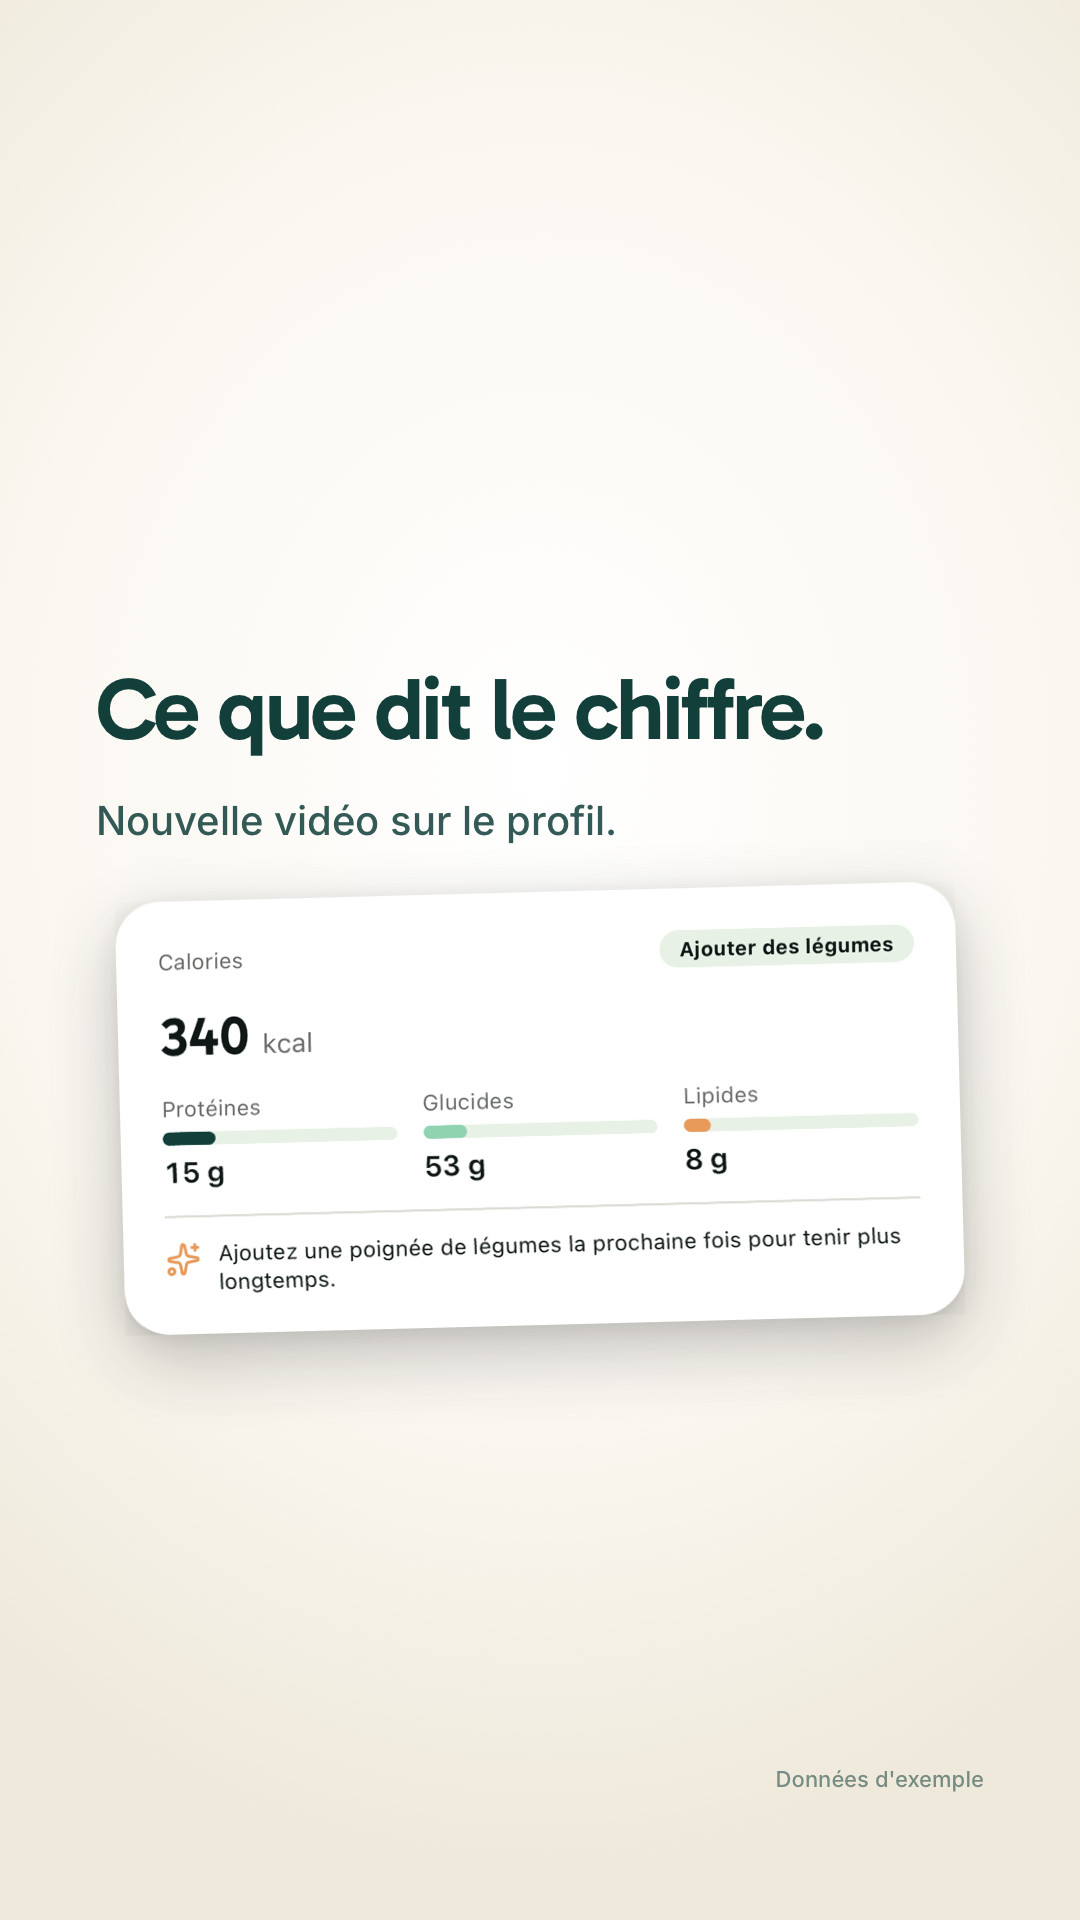 Ce que dit le chiffre.
Nouvelle vidéo sur le profil.
Calories
Ajouter des légumes
340 kcal
Protéines
Glucides
Lipides
15 g
53 g
8 g
Ajoutez une poignée de légumes la prochaine fois pour tenir plus
longtemps.
Données d'exemple